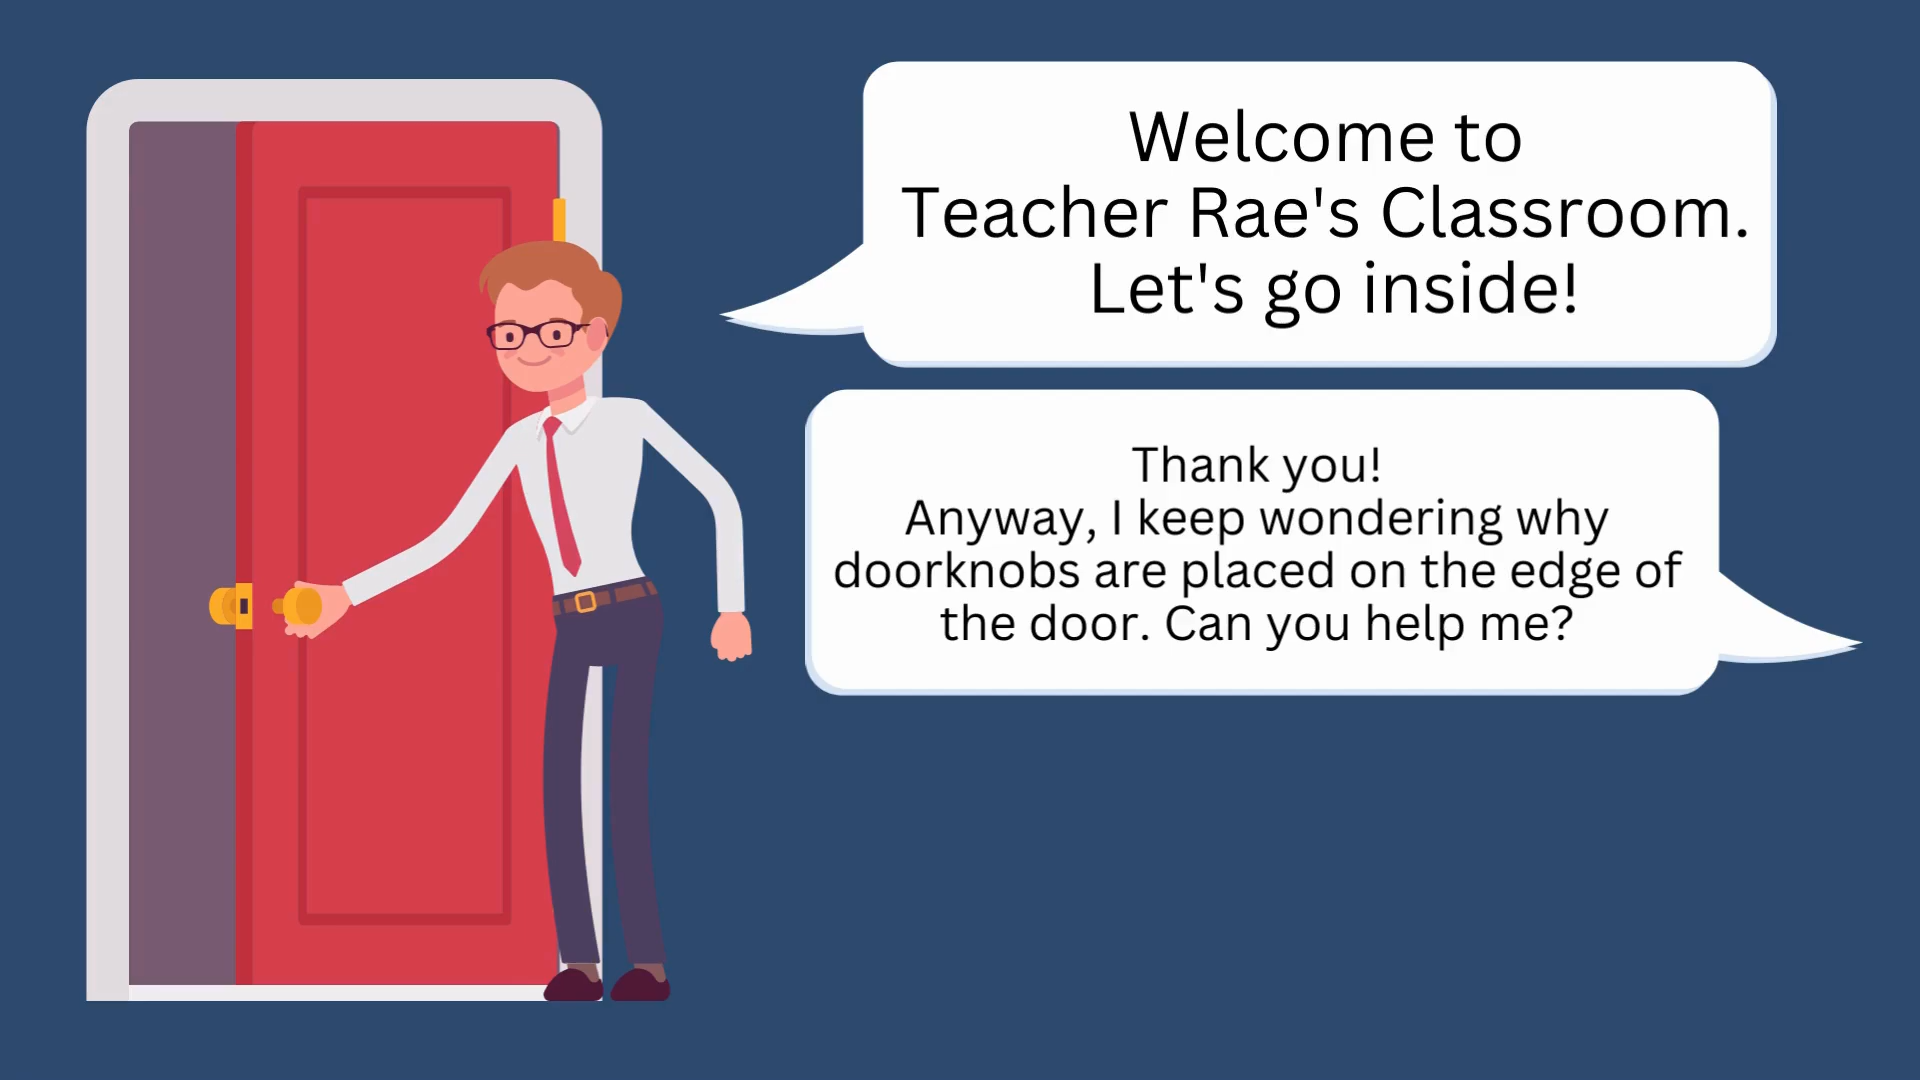 Welcome to
Teacher Rae's Classroom.
Let's go inside!
Thank you!
Anyway, I keep wondering why
doorknobs are placed on the edge of
the door. Can you help me?